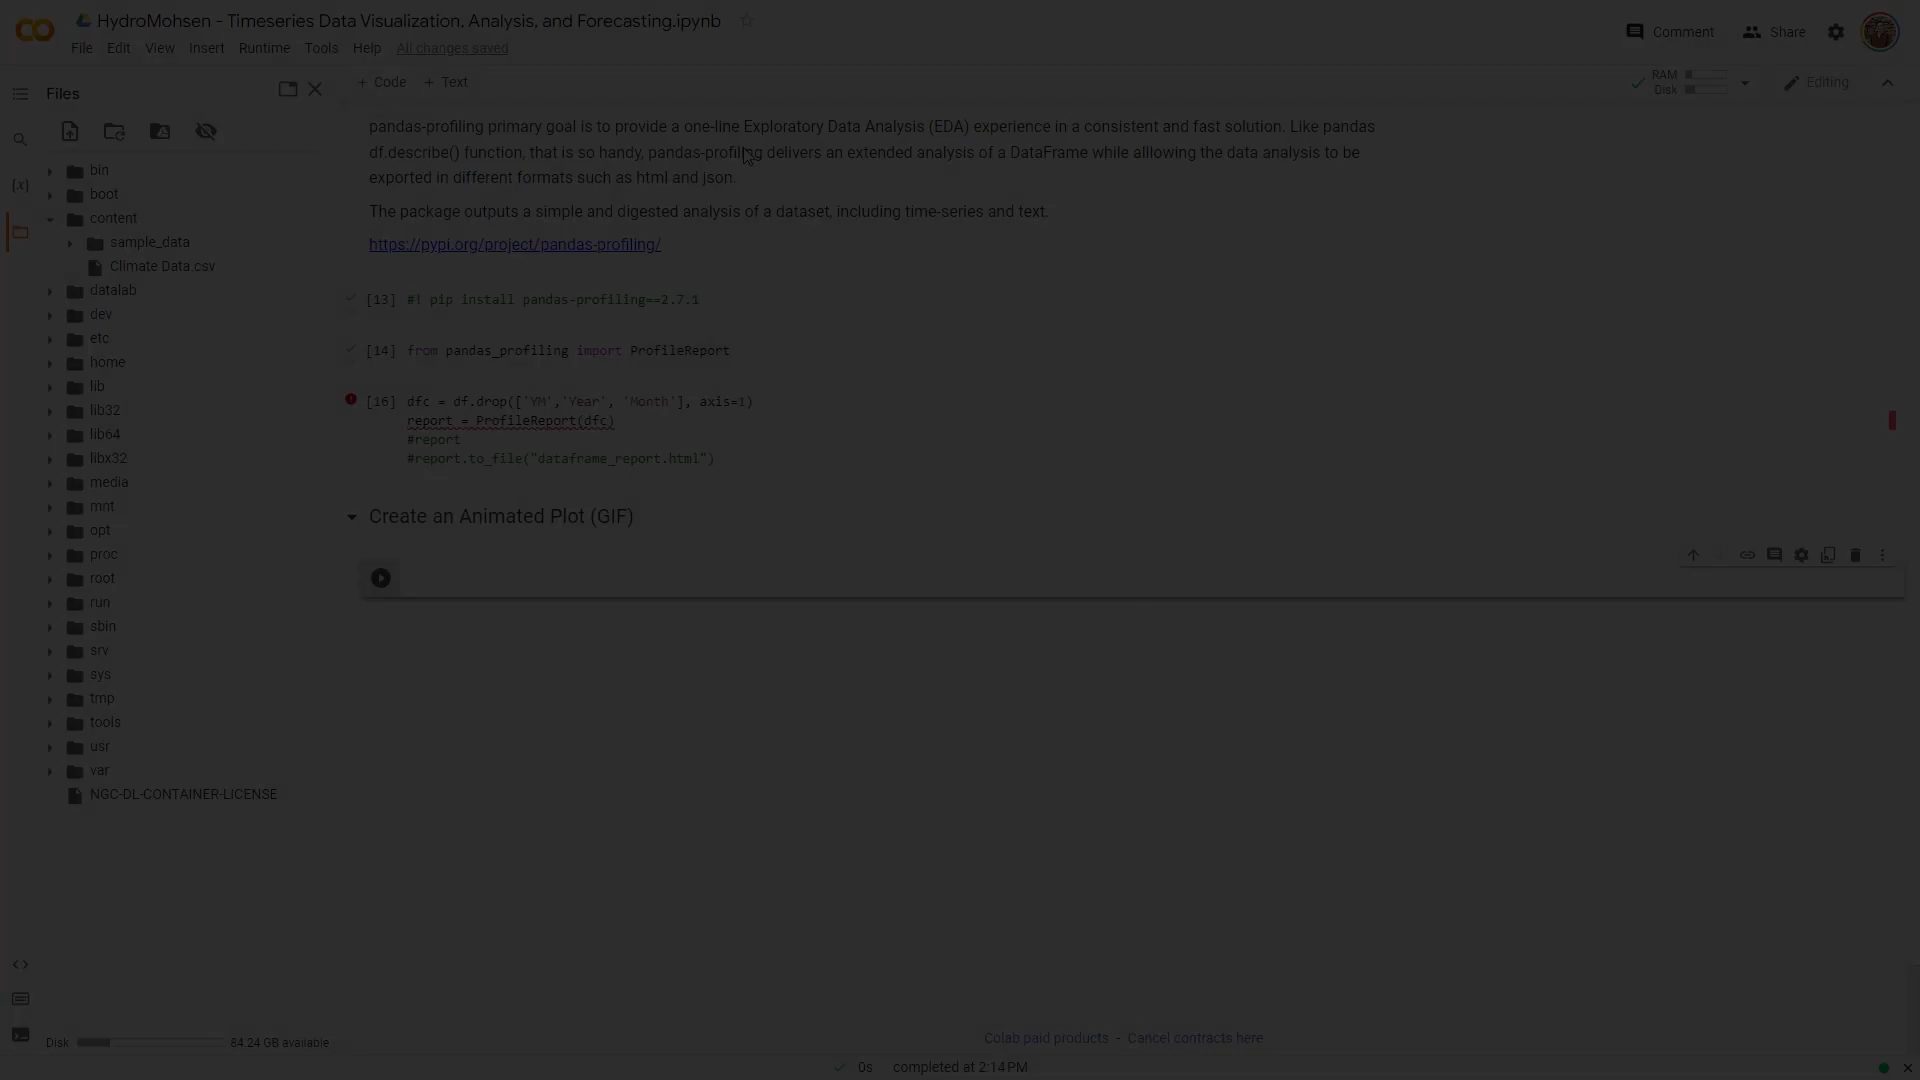 HydroMohsen - Timeseries Data Visualization. Analysis, and Forecasting.ipynb
File Edit View Insert Runtime Tools Help All changes saved
Comment Share
Files
+ Code + Text
RAM
Disk
Editing
pandas-profiling primary goal is to provide a one-line Exploratory Data Analysis (EDA) experience in a consistent and fast solution. Like pandas
df.describe() function, that is so handy, pandas-profiling delivers an extended analysis of a DataFrame while alllowing the data analysis to be
exported in different formats such as html and json.
The package outputs a simple and digested analysis of a dataset, including time-series and text.
https://pypi.org/project/pandas-profiling/
[13] #! pip install pandas-profiling==2.7.1
[14] from pandas_profiling import ProfileReport
[16] dfc = df.drop(['YM','Year', 'Month'], axis=1)
report = ProfileReport(dfc)
#report
#report.to_file("dataframe_report.html")
Create an Animated Plot (GIF)
bin
boot
content
sample_data
Climate Data.csv
datalab
dev
etc
home
lib
lib32
lib64
libx32
media
mnt
opt
proc
root
run
sbin
srv
sys
tmp
tools
usr
var
NGC-DL-CONTAINER-LICENSE
Disk 84.24 GB available
Colab paid products - Cancel contracts here
0s completed at 2:14 PM